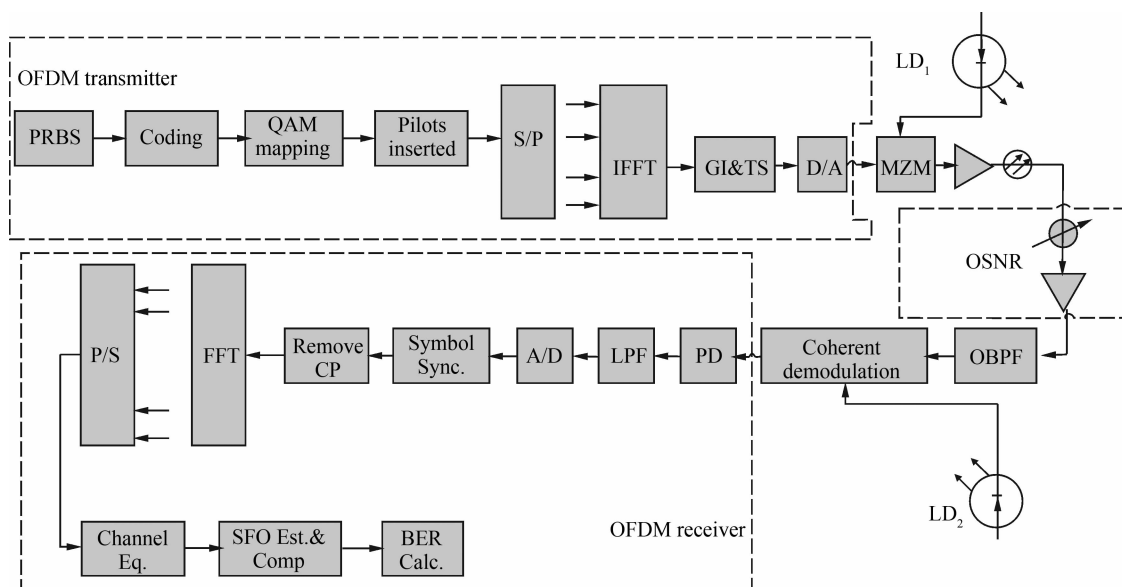 OFDM transmitter
LD1
PRBS
Coding
QAM
mapping
Pilots
inserted
S/P
IFFT
GI&TS
D/A
MZM
OSNR
P/S
FFT
Remove
CP
Symbol
Sync.
A/D
LPF
PD
Coherent
demodulation
OBPF
LD2
OFDM receiver
Channel
Eq.
SFO Est.&
Comp
BER
Calc.